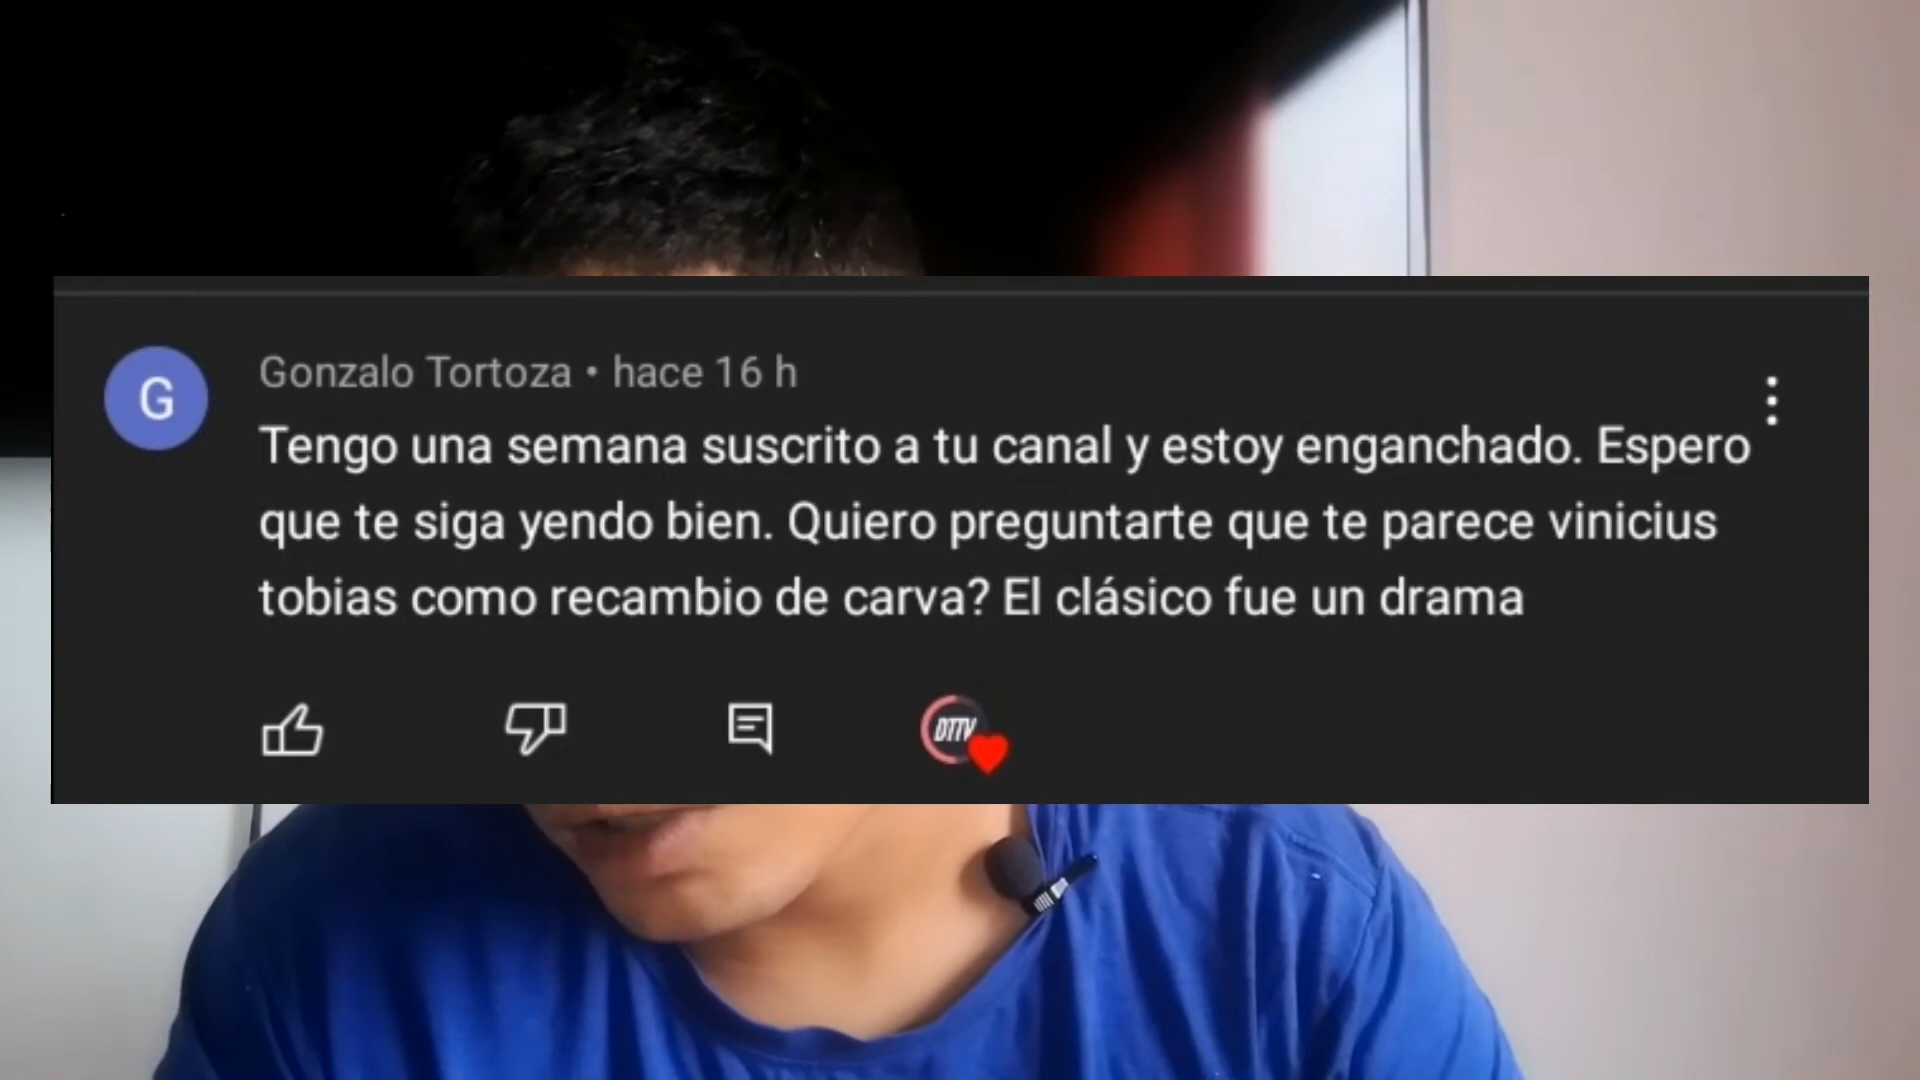 G
Gonzalo Tortoza • hace 16 h
Tengo una semana suscrito a tu canal y estoy enganchado. Espero
que te siga yendo bien. Quiero preguntarte que te parece vinicius
tobias como recambio de carva? El clásico fue un drama
DTTV